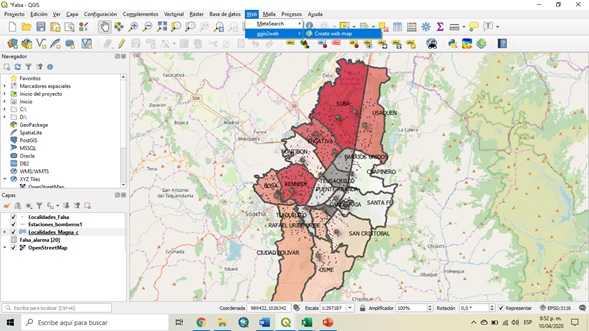 *Falsa - QGIS
Proyecto Edición Ver Capa Configuración Complementos Vectorial Ráster Base de datos Web Malla Procesos Ayuda
MetaSearch
qgis2web
Create web map
Navegador
Favoritos
Marcadores espaciales
Inicio del proyecto
Inicio
C:\
D:\
GeoPackage
SpatiaLite
PostGIS
MSSQL
Oracle
DB2
WMS/WMTS
XYZ Tiles
OpenStreetMap
Capas
Localidades_Falsa
Estaciones_bomberos1
Localidades_Magna_c
Falsa_alarma [20]
OpenStreetMap
SUBA
USAQUEN
ENGATIVA
FONTIBON
BARRIOS UNIDOS
CHAPINERO
TEUSAQUILLO
BOSA
KENNEDY
PUENTE ARANDA
SANTA FE
Soacha
TUNJUELITO
RAFAEL URIBE URIBE
SAN CRISTOBAL
CIUDAD BOLIVAR
USME
La Calera
Choachí
Escriba para localizar (Ctrl+K)
Coordenada 989432,1026342 Escala 1:297187 Amplificador 100% Rotación 0,0 ° Representar EPSG:3116
Escribe aquí para buscar
ESP
8:52 p. m.
10/04/2020